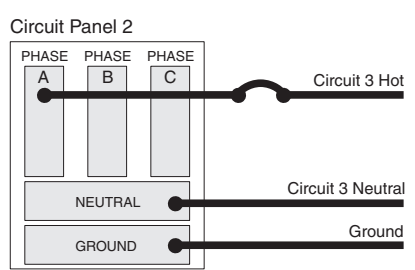 Circuit Panel 2
PHASE PHASE PHASE
A B C
Circuit 3 Hot
NEUTRAL
Circuit 3 Neutral
GROUND
Ground